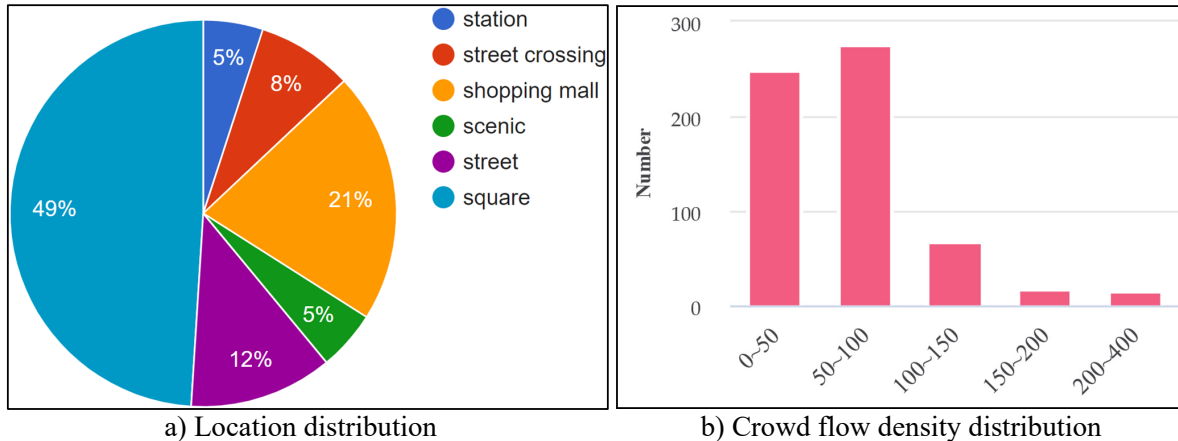 5%
8%
21%
5%
12%
49%
station
street crossing
shopping mall
scenic
street
square
a) Location distribution
300
200
100
0
Number
0~50
50~100
100~150
150~200
200~400
b) Crowd flow density distribution